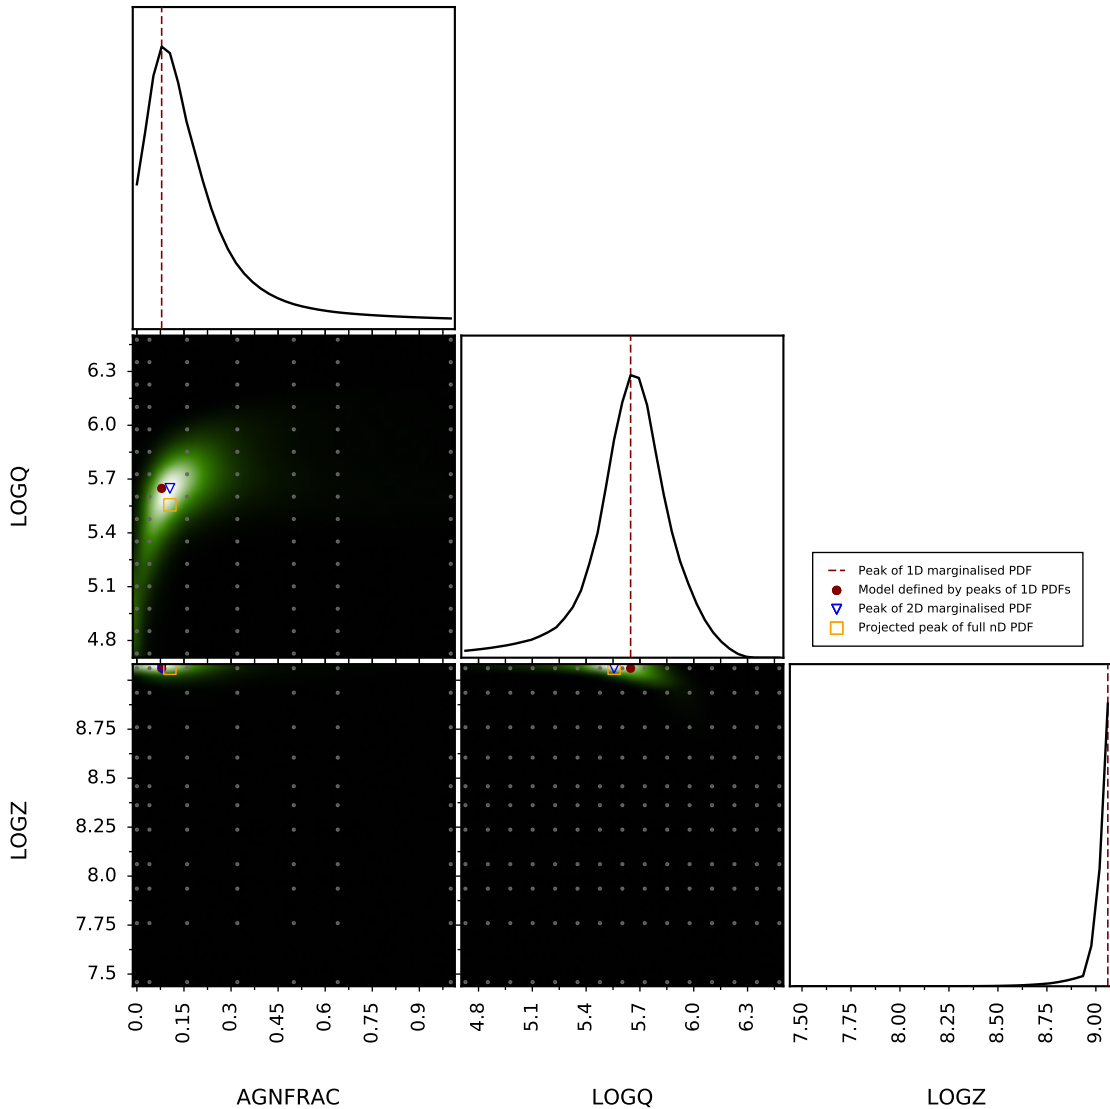 6.3
6.0
5.7
5.4
5.1
4.8
LOGQ
Peak of 1D marginalised PDF
Model defined by peaks of 1D PDFs
Peak of 2D marginalised PDF
Projected peak of full nD PDF
8.75
8.5
8.25
8.0
7.75
7.5
LOGZ
0.0 0.15 0.3 0.45 0.6 0.75 0.9
4.8 5.1 5.4 5.7 6.0 6.3
7.50 7.75 8.00 8.25 8.50 8.75 9.00
AGNFRAC
LOGQ
LOGZ